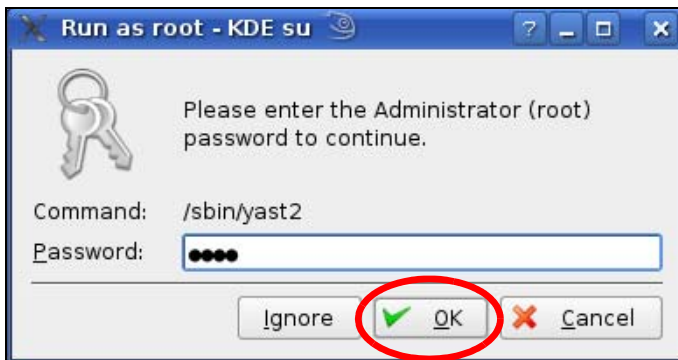 Run as root - KDE su
Please enter the Administrator (root)
password to continue.
Command: /sbin/yast2
Password: ●●●●
Ignore OK Cancel